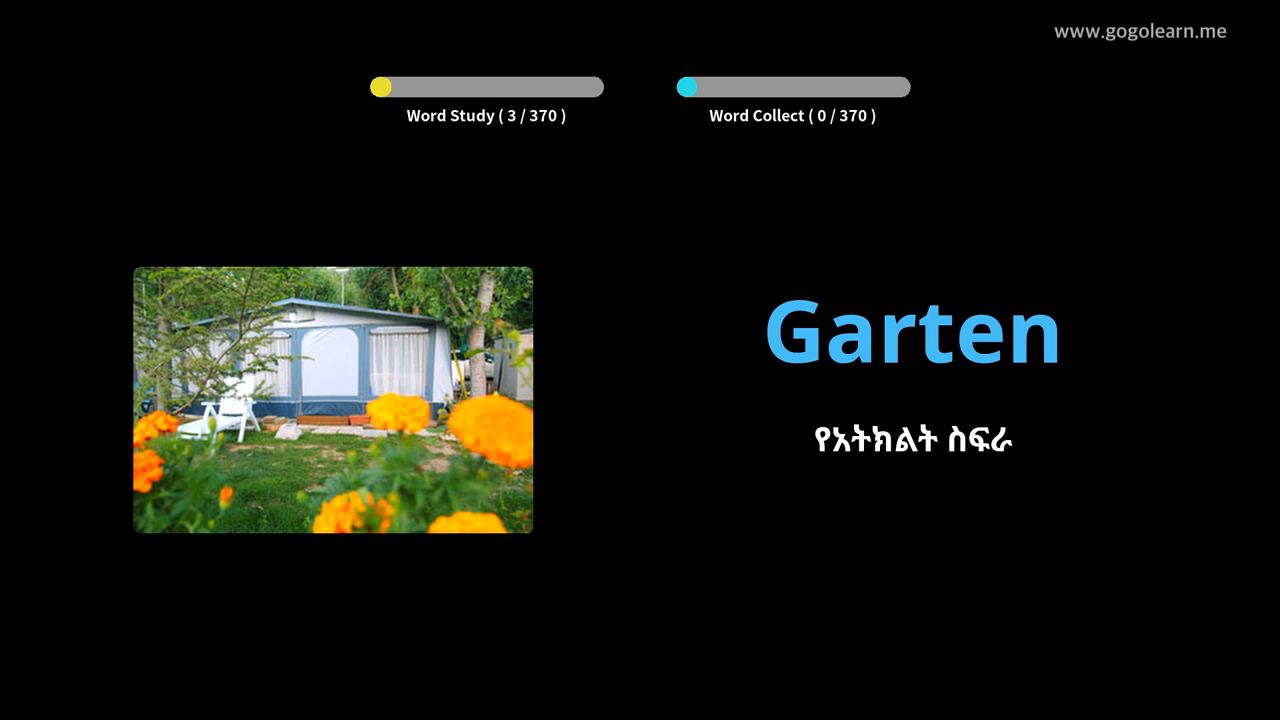 www.gogolearn.me
Word Study ( 3 / 370 )
Word Collect ( 0 / 370 )
Garten
የአትክልት ስፍራ